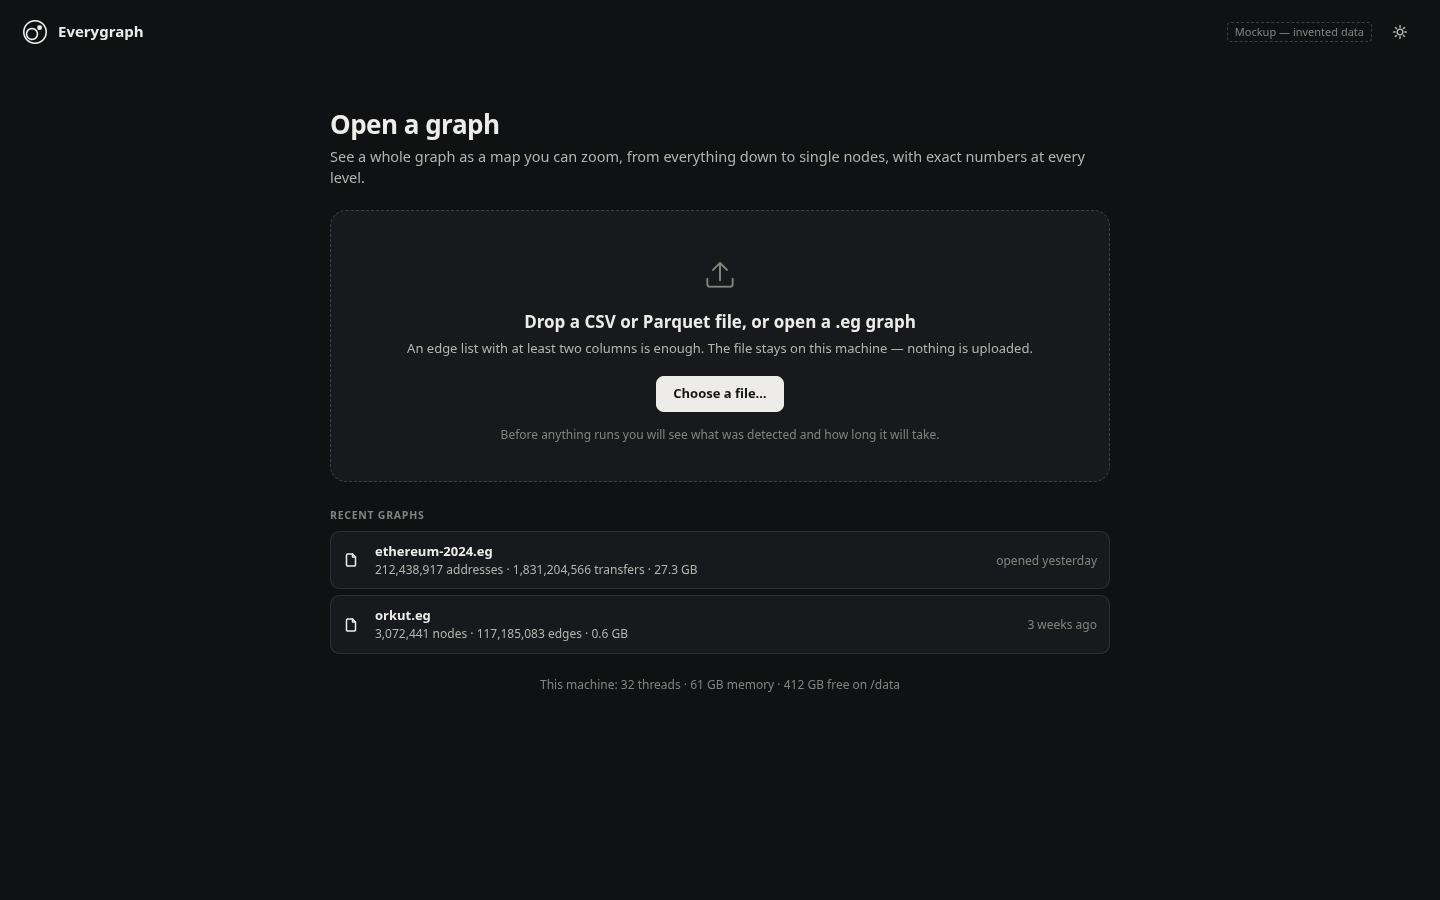 Everygraph
Mockup — invented data
Open a graph
See a whole graph as a map you can zoom, from everything down to single nodes, with exact numbers at every
level.
Drop a CSV or Parquet file, or open a .eg graph
An edge list with at least two columns is enough. The file stays on this machine — nothing is uploaded.
Choose a file…
Before anything runs you will see what was detected and how long it will take.
RECENT GRAPHS
ethereum-2024.eg
212,438,917 addresses · 1,831,204,566 transfers · 27.3 GB
opened yesterday
orkut.eg
3,072,441 nodes · 117,185,083 edges · 0.6 GB
3 weeks ago
This machine: 32 threads · 61 GB memory · 412 GB free on /data